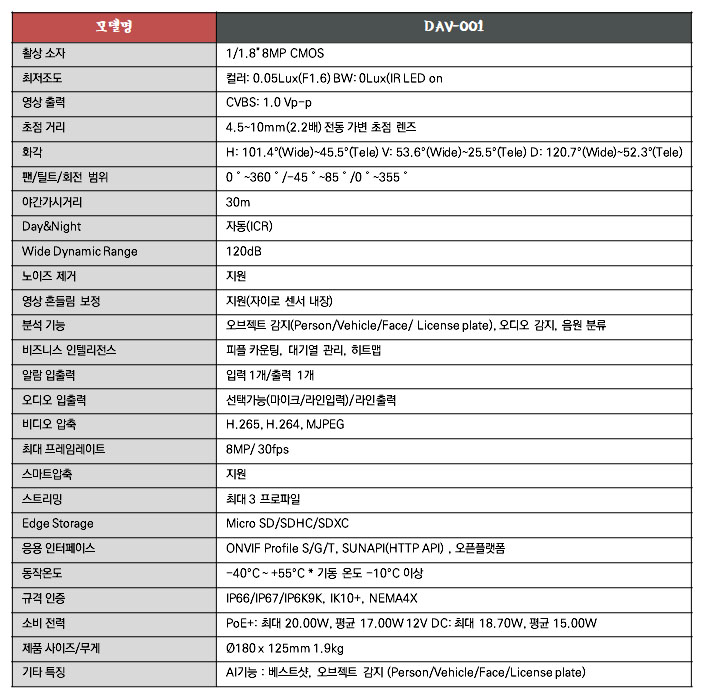 모델명 DAV-001
촬상 소자 1/1.8" 8MP CMOS
최저조도 컬러: 0.05Lux(F1.6) BW: 0Lux(IR LED on
영상 출력 CVBS: 1.0 Vp-p
초점 거리 4.5~10mm(2.2배) 전동 가변 초점 렌즈
화각 H: 101.4°(Wide)~45.5°(Tele) V: 53.6°(Wide)~25.5°(Tele) D: 120.7°(Wide)~52.3°(Tele)
팬/틸트/회전 범위 0˚~360˚/-45˚~85˚/0˚~355˚
야간가시거리 30m
Day&Night 자동(ICR)
Wide Dynamic Range 120dB
노이즈 제거 지원
영상 흔들림 보정 지원(자이로 센서 내장)
분석 기능 오브젝트 감지(Person/Vehicle/Face/ License plate), 오디오 감지, 음원 분류
비즈니스 인텔리전스 피플 카운팅, 대기열 관리, 히트맵
알람 입출력 입력 1개/출력 1개
오디오 입출력 선택가능(마이크/라인입력)/라인출력
비디오 압축 H.265, H.264, MJPEG
최대 프레임레이트 8MP/ 30fps
스마트압축 지원
스트리밍 최대 3 프로파일
Edge Storage Micro SD/SDHC/SDXC
응용 인터페이스 ONVIF Profile S/G/T, SUNAPI(HTTP API) , 오픈플랫폼
동작온도 -40°C ~ +55°C * 기동 온도 -10°C 이상
규격 인증 IP66/IP67/IP6K9K, IK10+, NEMA4X
소비 전력 PoE+: 최대 20.00W, 평균 17.00W 12V DC: 최대 18.70W, 평균 15.00W
제품 사이즈/무게 Ø180 x 125mm 1.9kg
기타 특징 AI기능 : 베스트샷, 오브젝트 감지 (Person/Vehicle/Face/License plate)